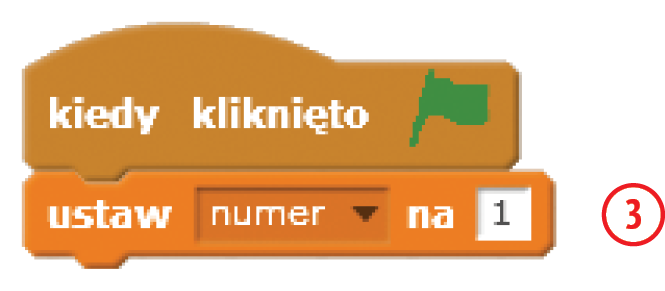 kiedy kliknięto
ustaw numer na 1
3